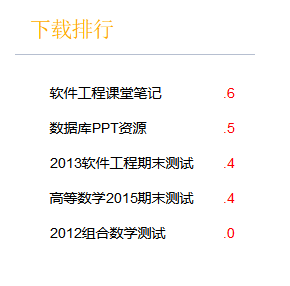 下载排行
软件工程课堂笔记 .6
数据库PPT资源 .5
2013软件工程期末测试 .4
高等数学2015期末测试 .4
2012组合数学测试 .0